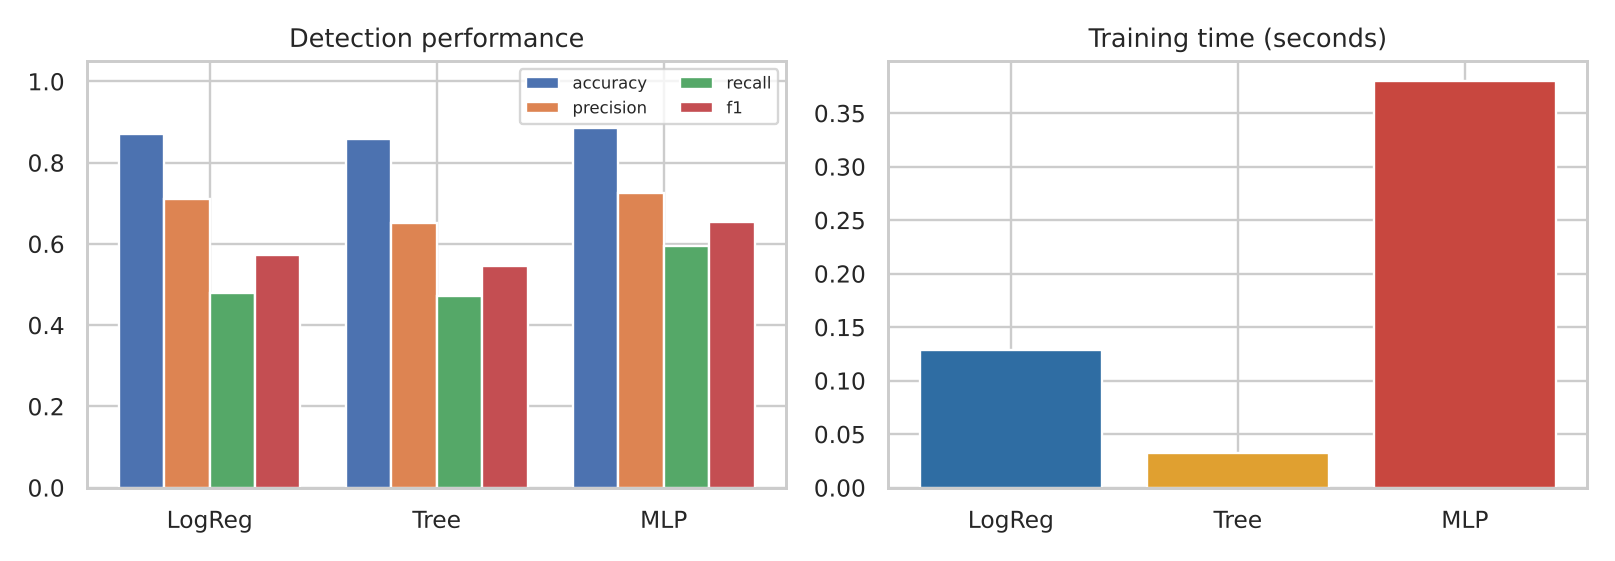 Detection performance
accuracy recall
precision f1
1.0
0.8
0.6
0.4
0.2
0.0
LogReg Tree MLP
Training time (seconds)
0.35
0.30
0.25
0.20
0.15
0.10
0.05
0.00
LogReg Tree MLP